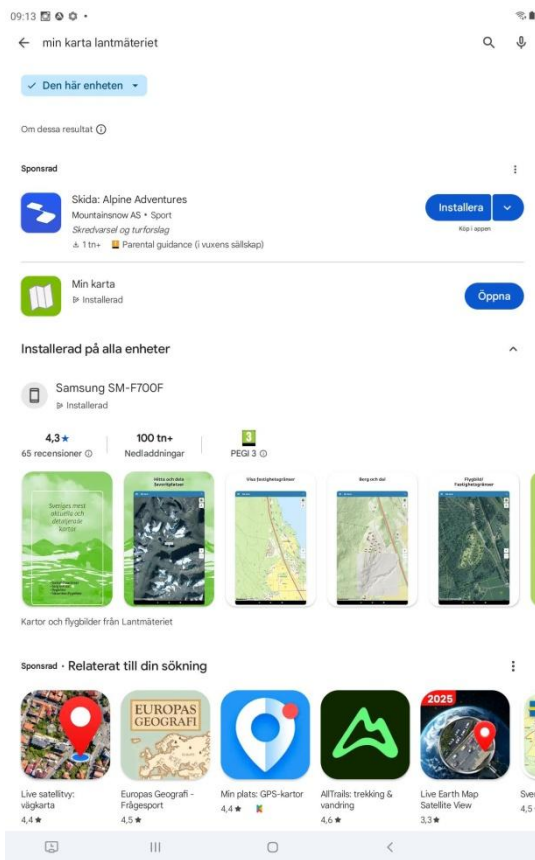 09:13
min karta lantmäteriet
Den här enheten
Om dessa resultat
Sponsrad
Skida: Alpine Adventures
Mountainsnow AS • Sport
Skredvarsel og turforslag
1 tn+ Parental guidance (i vuxens sällskap)
Installera
Köp i appen
Min karta
Installerad
Öppna
Installerad på alla enheter
Samsung SM-F700F
Installerad
4,3★
65 recensioner
100 tn+
Nedladdningar
3
PEGI 3
Sveriges mest
aktuella och
detaljerade
kartor
Hitta och dela
Visa fastighetsgränser
Berg och dal
Flygbild/
Fastighetsgränser
Kartor och flygbilder från Lantmäteriet
Sponsrad · Relaterat till din sökning
EUROPAS
GEOGRAFI
2025
Live satellitvy:
vägkarta
4,4★
Europas Geografi -
Frågesport
4,5★
Min plats: GPS-kartor
4,4★
AllTrails: trekking &
vandring
4,6★
Live Earth Map
Satellite View
3,3★
Sve
4,5